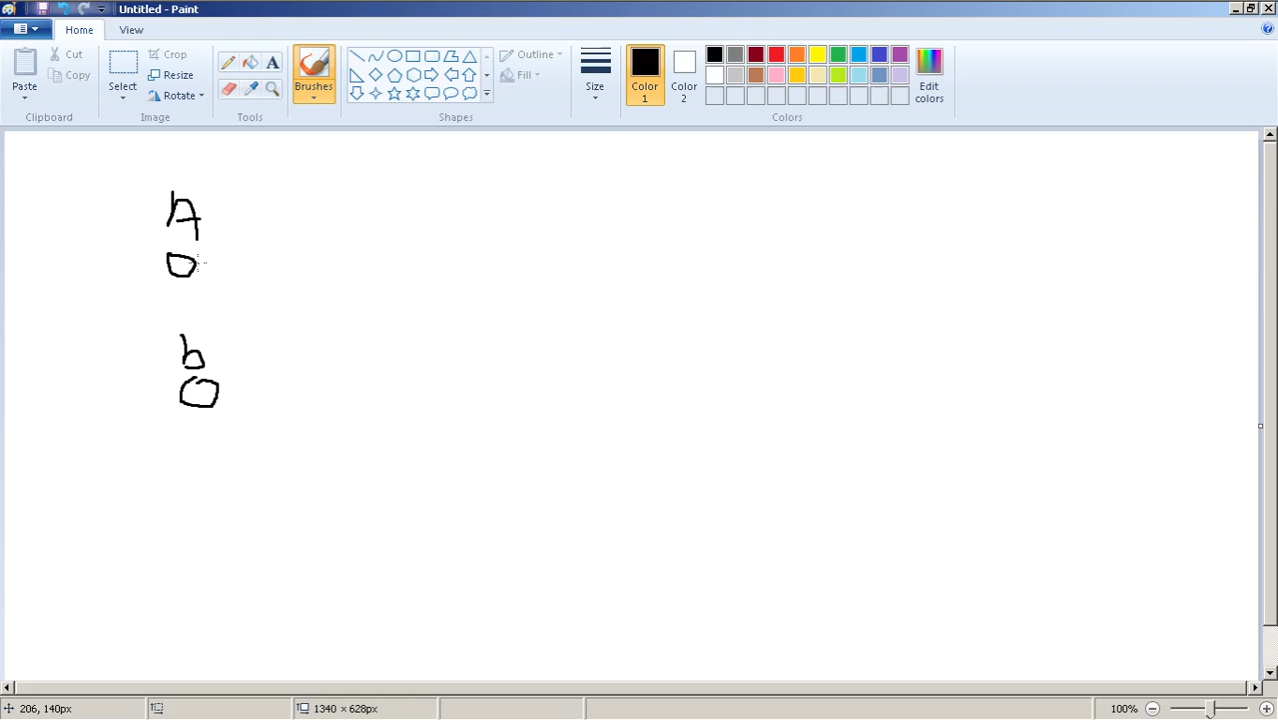 Untitled - Paint
Home View
Cut Crop Outline
Copy Resize Fill
Paste Select Rotate Brushes Size Color 1 Color 2 Edit colors
Clipboard Image Tools Shapes Colors
A
b
206, 140px 1340 × 628px 100%